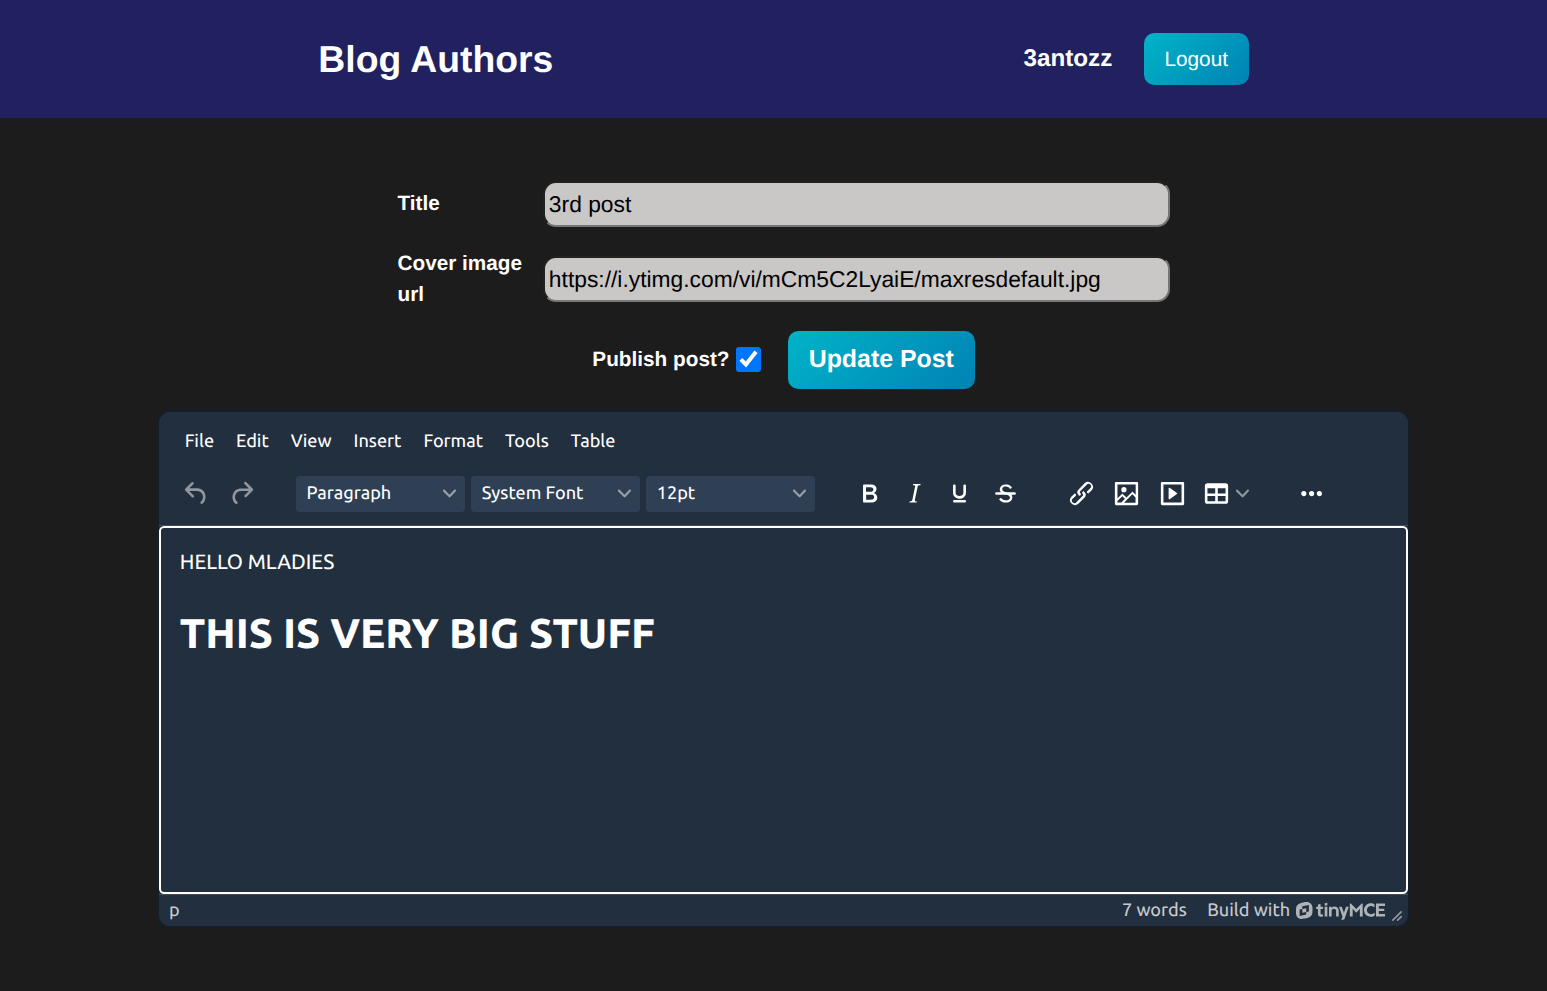 Blog Authors
3antozz
Logout
Title
3rd post
Cover image
url
https://i.ytimg.com/vi/mCm5C2LyaiE/maxresdefault.jpg
Publish post?
Update Post
File Edit View Insert Format Tools Table
Paragraph System Font 12pt B I U S
HELLO MLADIES
THIS IS VERY BIG STUFF
p
7 words Build with tinyMCE